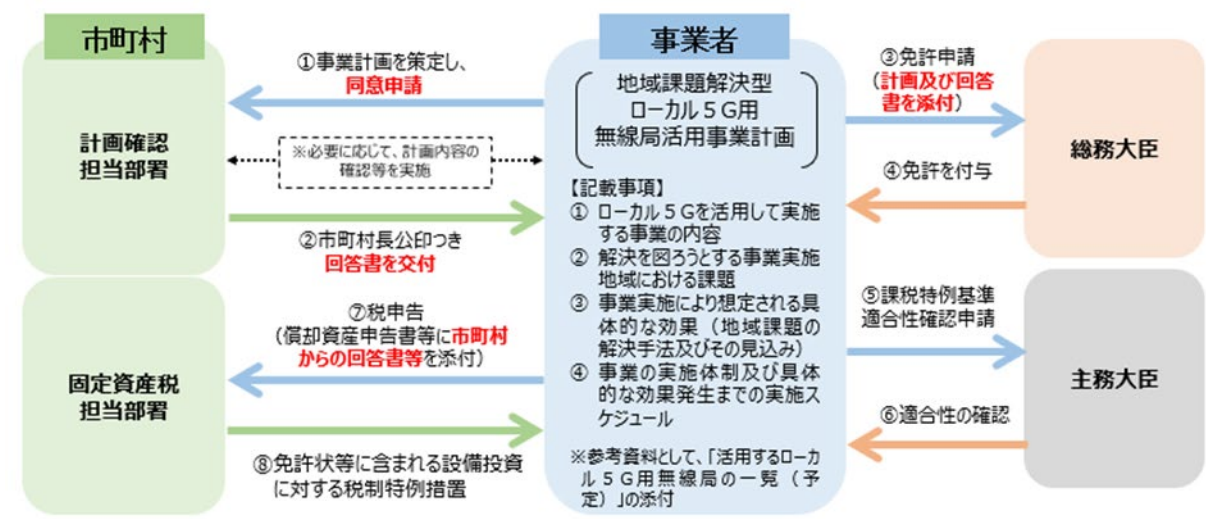 市町村
計画確認
担当部署
固定資産税
担当部署
①事業計画を策定し、
同意申請
※必要に応じて、計画内容の
確認等を実施
②市町村長公印つき
回答書を交付
⑦税申告
(償却資産申告書等に市町村
からの回答書等を添付)
⑧免許状等に含まれる設備投資
に対する税制特例措置
事業者
地域課題解決型
ローカル5G用
無線局活用事業計画
【記載事項】
① ローカル5Gを活用して実施
する事業の内容
② 解決を図ろうとする事業実施
地域における課題
③ 事業実施により想定される具
体的な効果(地域課題の
解決手法及びその見込み)
④ 事業の実施体制及び具体
的な効果発生までの実施ス
ケジュール
※参考資料として、「活用するローカ
ル5G用無線局の一覧(予
定)」の添付
③免許申請
(計画及び回答
書を添付)
④免許を付与
総務大臣
⑤課税特例基準
適合性確認申請
⑥適合性の確認
主務大臣